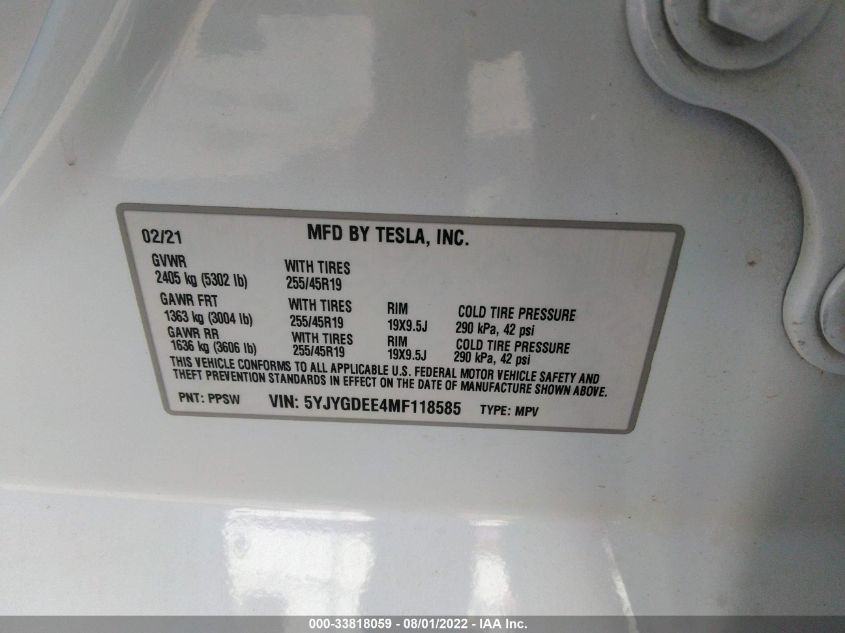 02/21 MFD BY TESLA, INC.
GVWR
2405 kg (5302 lb) WITH TIRES 255/45R19
GAWR FRT WITH TIRES RIM COLD TIRE PRESSURE
1363 kg (3004 lb) 255/45R19 19X9.5J 290 kPa, 42 psi
GAWR RR WITH TIRES RIM COLD TIRE PRESSURE
1636 kg (3606 lb) 255/45R19 19X9.5J 290 kPa, 42 psi
THIS VEHICLE CONFORMS TO ALL APPLICABLE U.S. FEDERAL MOTOR VEHICLE SAFETY AND
THEFT PREVENTION STANDARDS IN EFFECT ON THE DATE OF MANUFACTURE SHOWN ABOVE.
PNT: PPSW VIN: 5YJYGDEE4MF118585 TYPE: MPV
000-33818059 - 08/01/2022 - IAA Inc.